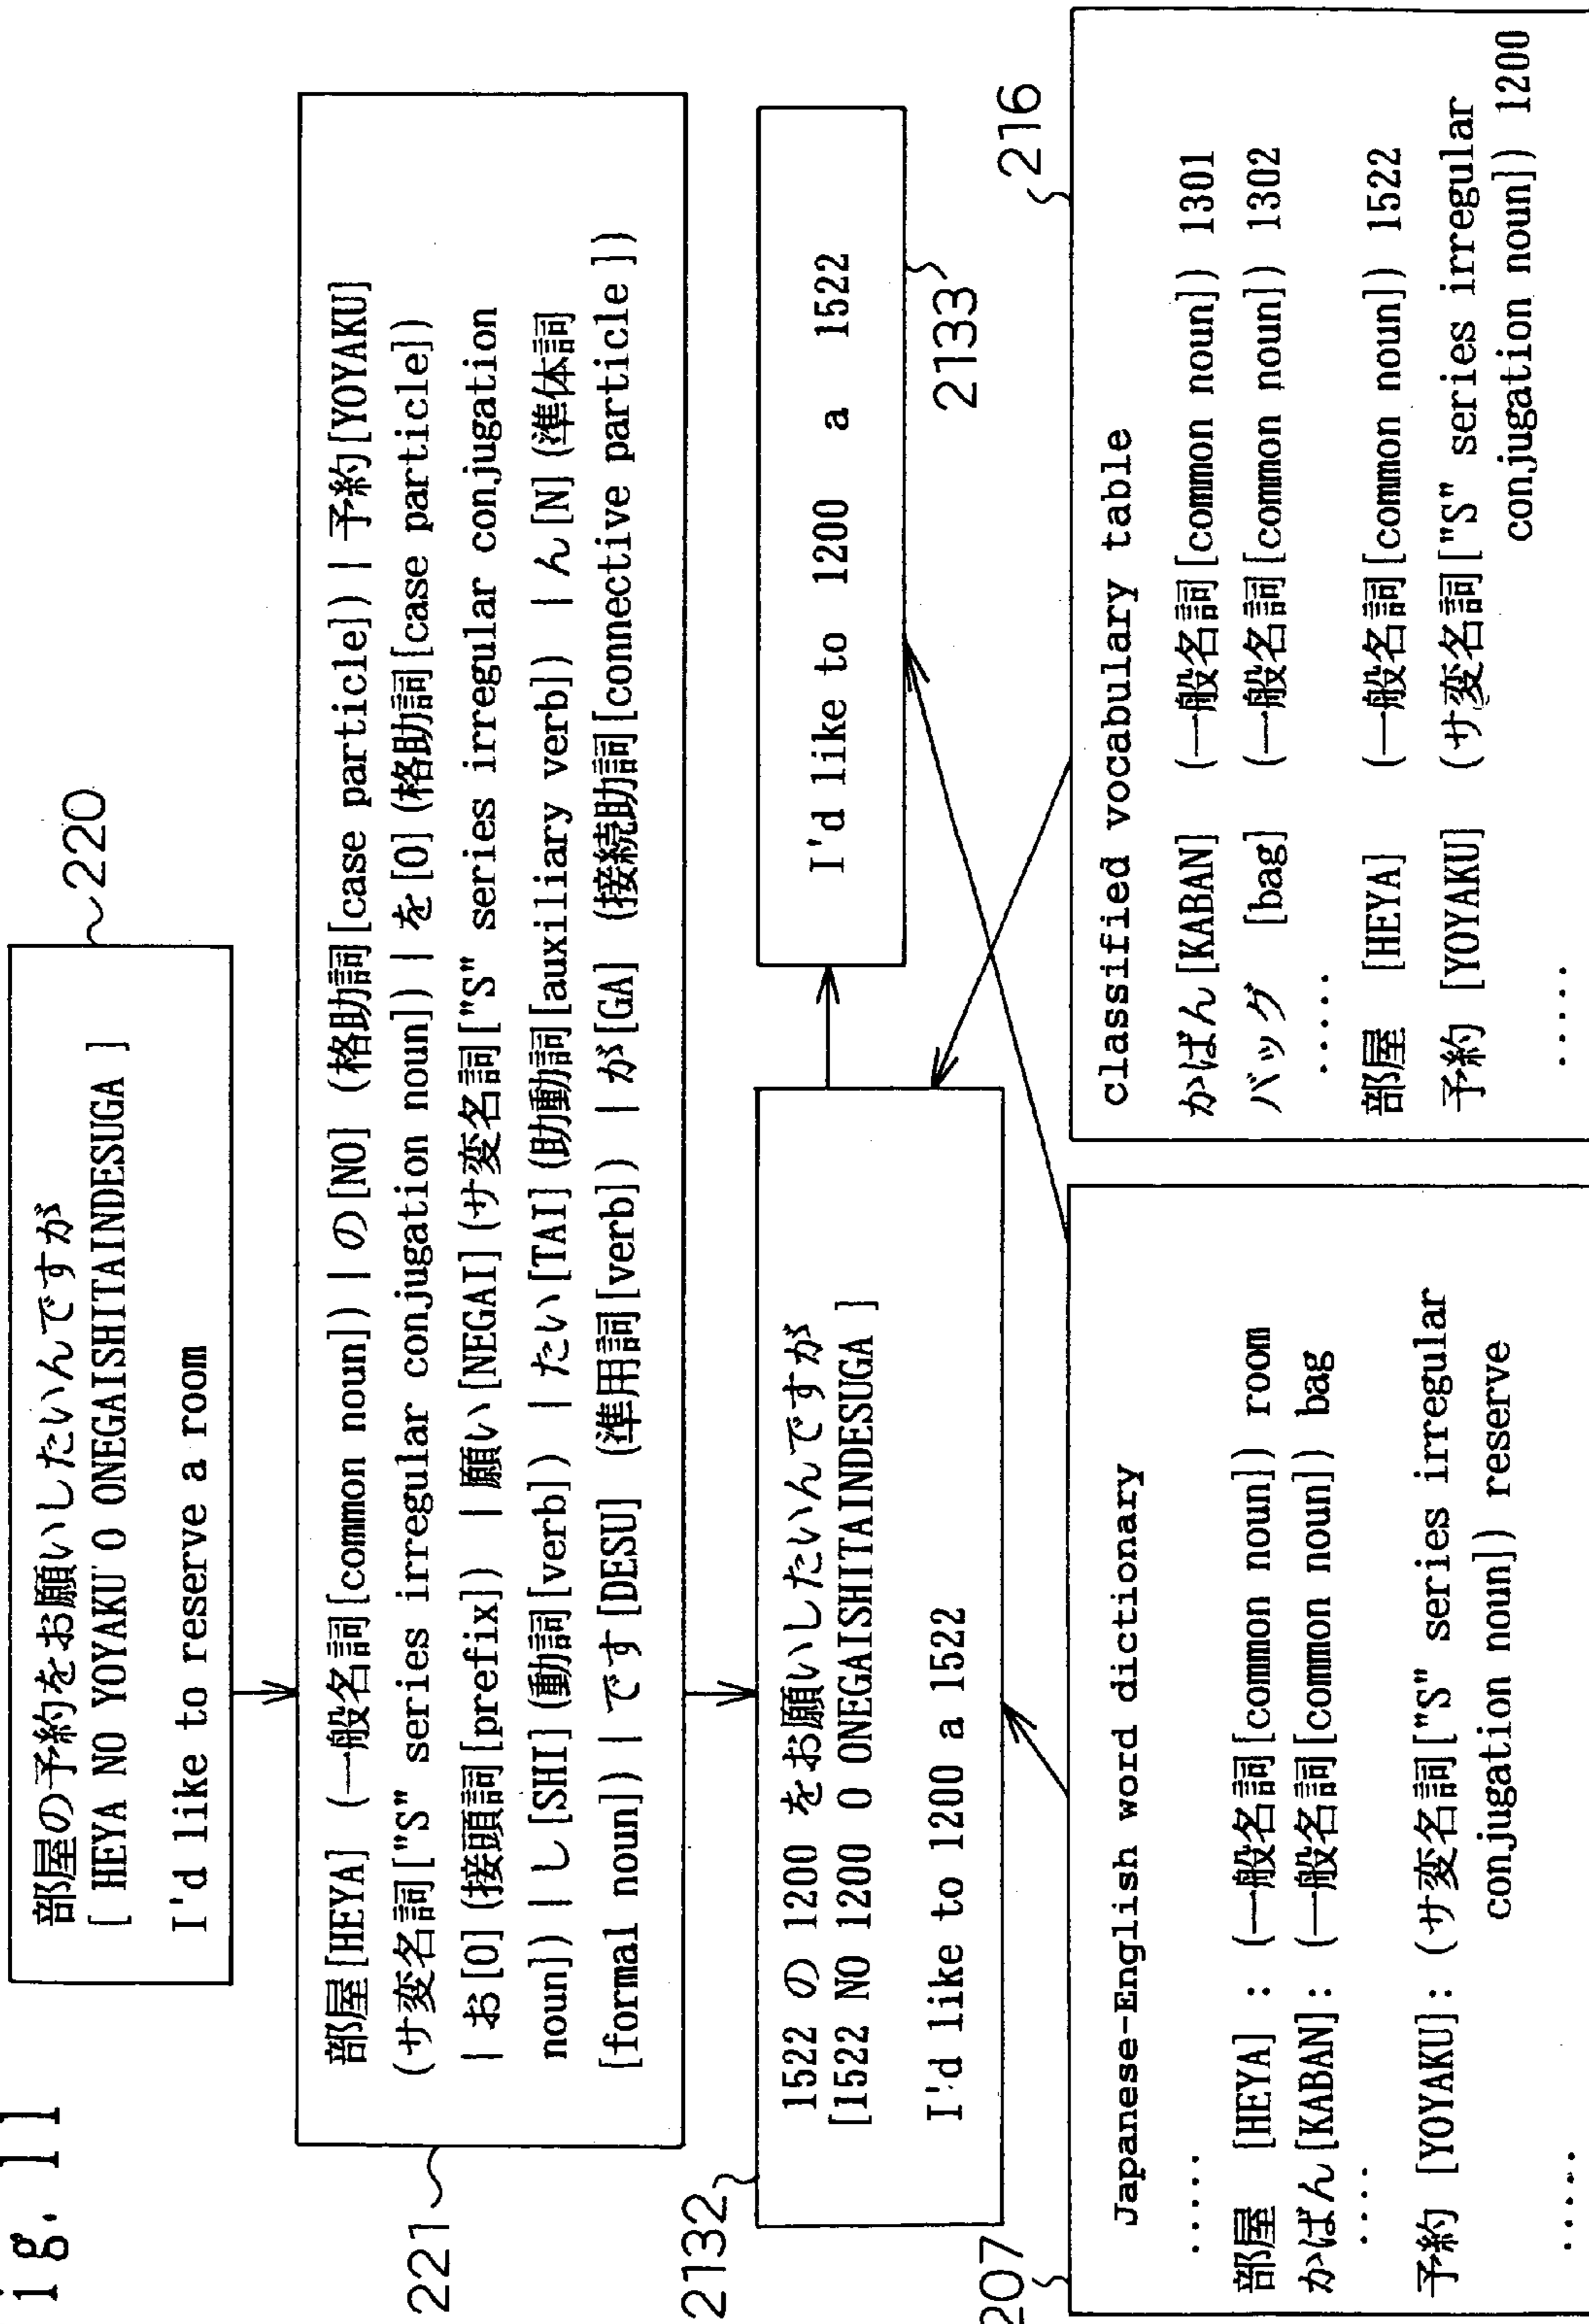 ig. 11
220
部屋の予約をお願いしたいんですが
[ HEYA NO YOYAKU O ONEGAISHITAINDESUGA ]
I'd like to reserve a room
221
部屋[HEYA] (一般名詞[common noun]) | の[NO] (格助詞[case particle]) | 予約[YOYAKU]
(サ変名詞["S" series irregular conjugation noun]) | を[O](格助詞[case particle])
| お[O](接頭詞[prefix]) | 願い[NEGAI](サ変名詞["S" series irregular conjugation
noun]) | し[SHI](動詞[verb]) | たい[TAI](助動詞[auxiliary verb]) | ん[N](準体詞
[formal noun]) | です[DESU] (準用詞[verb]) | が[GA] (接続助詞[connective particle])
2132
1522 の 1200 をお願いしたいんですが
[1522 NO 1200 O ONEGAISHITAINDESUGA ]
I'd like to 1200 a 1522
I'd like to 1200 a 1522
2133
207
Japanese-English word dictionary
.....
部屋 [HEYA] : (一般名詞[common noun]) room
かばん[KABAN]: (一般名詞[common noun]) bag
.....
予約 [YOYAKU]: (サ変名詞["S" series irregular
conjugation noun]) reserve
.....
216
classified vocabulary table
かばん[KABAN] (一般名詞[common noun]) 1301
バッグ [bag] (一般名詞[common noun]) 1302
.....
部屋 [HEYA] (一般名詞[common noun]) 1522
予約 [YOYAKU] (サ変名詞["S" series irregular
conjugation noun]) 1200
.....